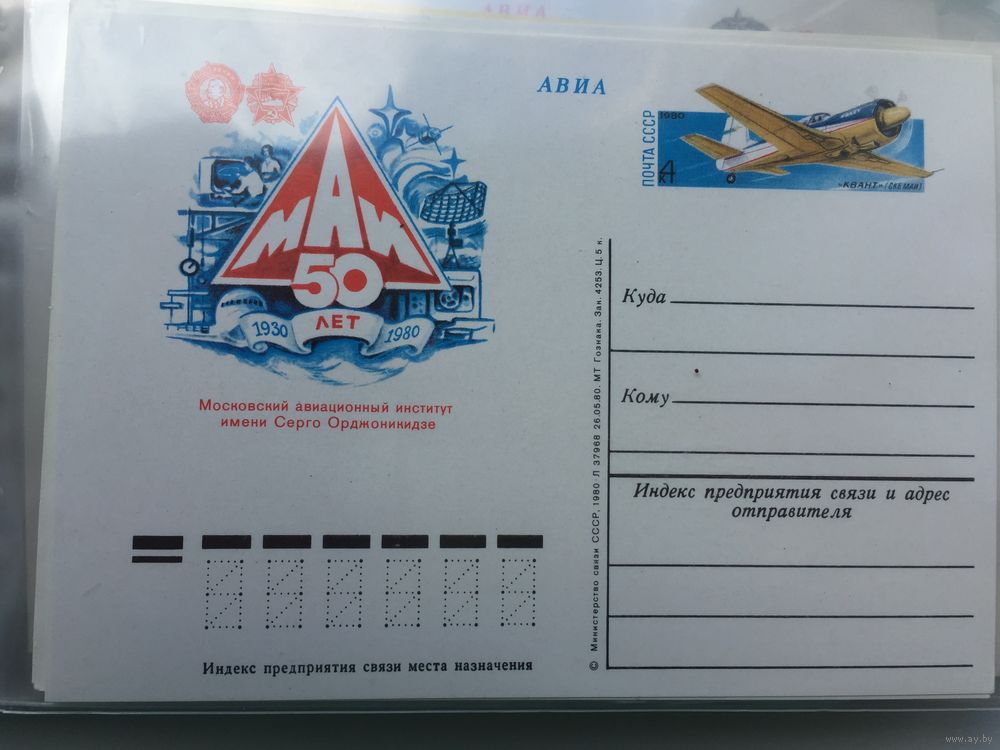 АВИА
АВИА
ПОЧТА СССР
1980
4
к
"КВАНТ" (СКБ МАИ)
МАИ
50
ЛЕТ
1930
1980
Московский авиационный институт
имени Серго Орджоникидзе
Куда
Кому
Индекс предприятия связи и адрес
отправителя
© Министерство связи СССР, 1980 Л 37968 26.05.80. МТ Гознака. Зак. 4253. Ц. 5 к.
Индекс предприятия связи места назначения
www.ay.by